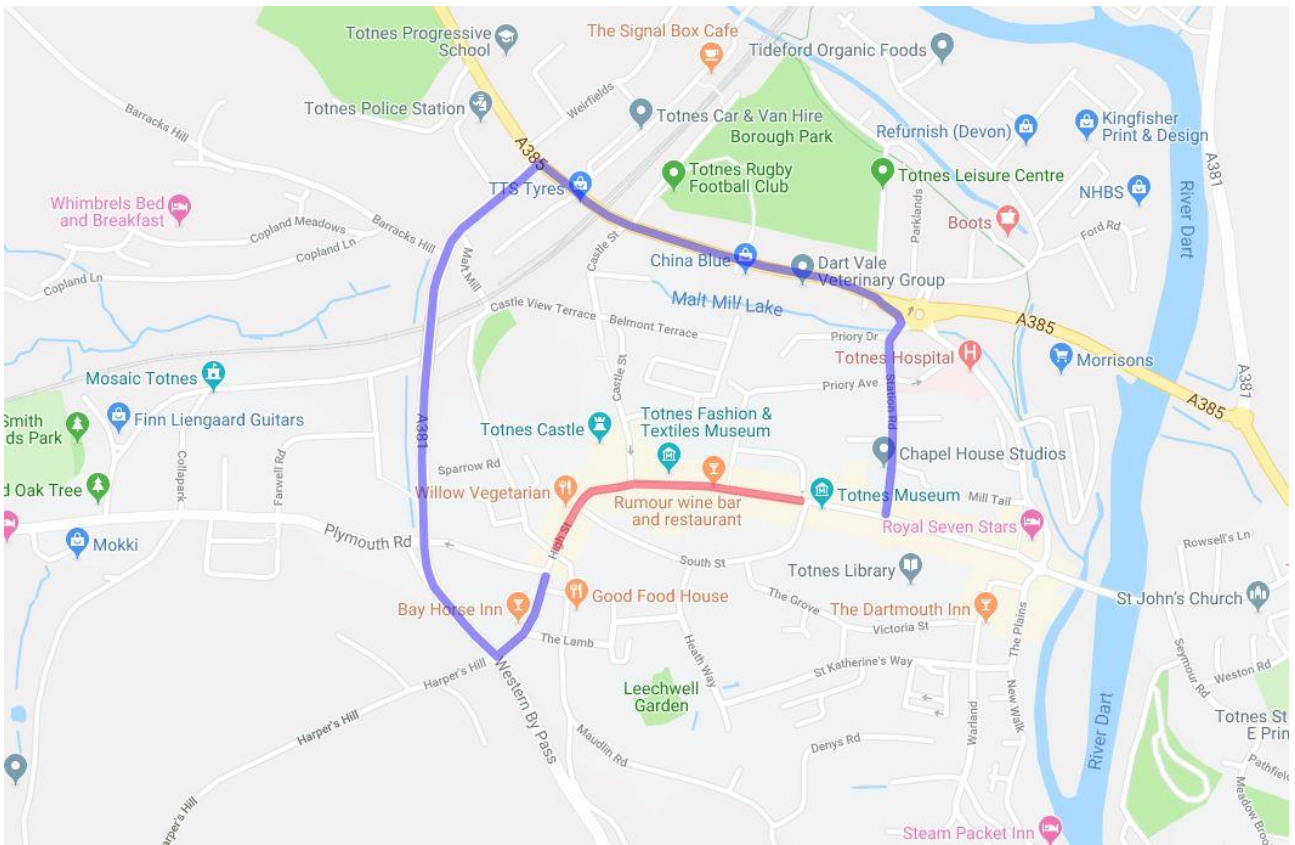 Totnes Progressive
School
The Signal Box Cafe
Tideford Organic Foods
Barracks Hill
Totnes Police Station
Weirfields
Totnes Car & Van Hire
Borough Park
Refurnish (Devon)
Kingfisher
Print & Design
A385
A381
TTS Tyres
Totnes Rugby
Football Club
Totnes Leisure Centre
NHBS
River Dart
Whimbrels Bed
and Breakfast
Copland Meadows
Copland Ln
Barracks Hill
Parklands
Boots
Ford Rd
Copland Ln
Malt Mill
Castle St
China Blue
Dart Vale
Veterinary Group
Malt Mill Lake
Castle View Terrace
Belmont Terrace
Priory Dr
A385
Totnes Hospital
Morrisons
Mosaic Totnes
Castle St
Priory Ave
Station Rd
A381
A385
Smith
ds Park
Finn Liengaard Guitars
A381
Totnes Castle
Totnes Fashion &
Textiles Museum
Chapel House Studios
Collapark
Farwell Rd
Sparrow Rd
d Oak Tree
Willow Vegetarian
Rumour wine bar
and restaurant
Totnes Museum
Mill Tail
Royal Seven Stars
Mokki
Plymouth Rd
High St
South St
Totnes Library
Rowsell's Ln
Bay Horse Inn
Good Food House
The Grove
The Dartmouth Inn
St John's Church
The Lamb
Victoria St
The Plains
Harper's Hill
Western By Pass
Heath Way
St Katherine's Way
Seymour Rd
Weston Rd
Leechwell
Garden
New Walk
Warland
River Dart
Totnes St
E Prin
Harper's Hill
Maudlin Rd
Denys Rd
Pathfiel
Meadow Broo
arper's Hill
Steam Packet Inn